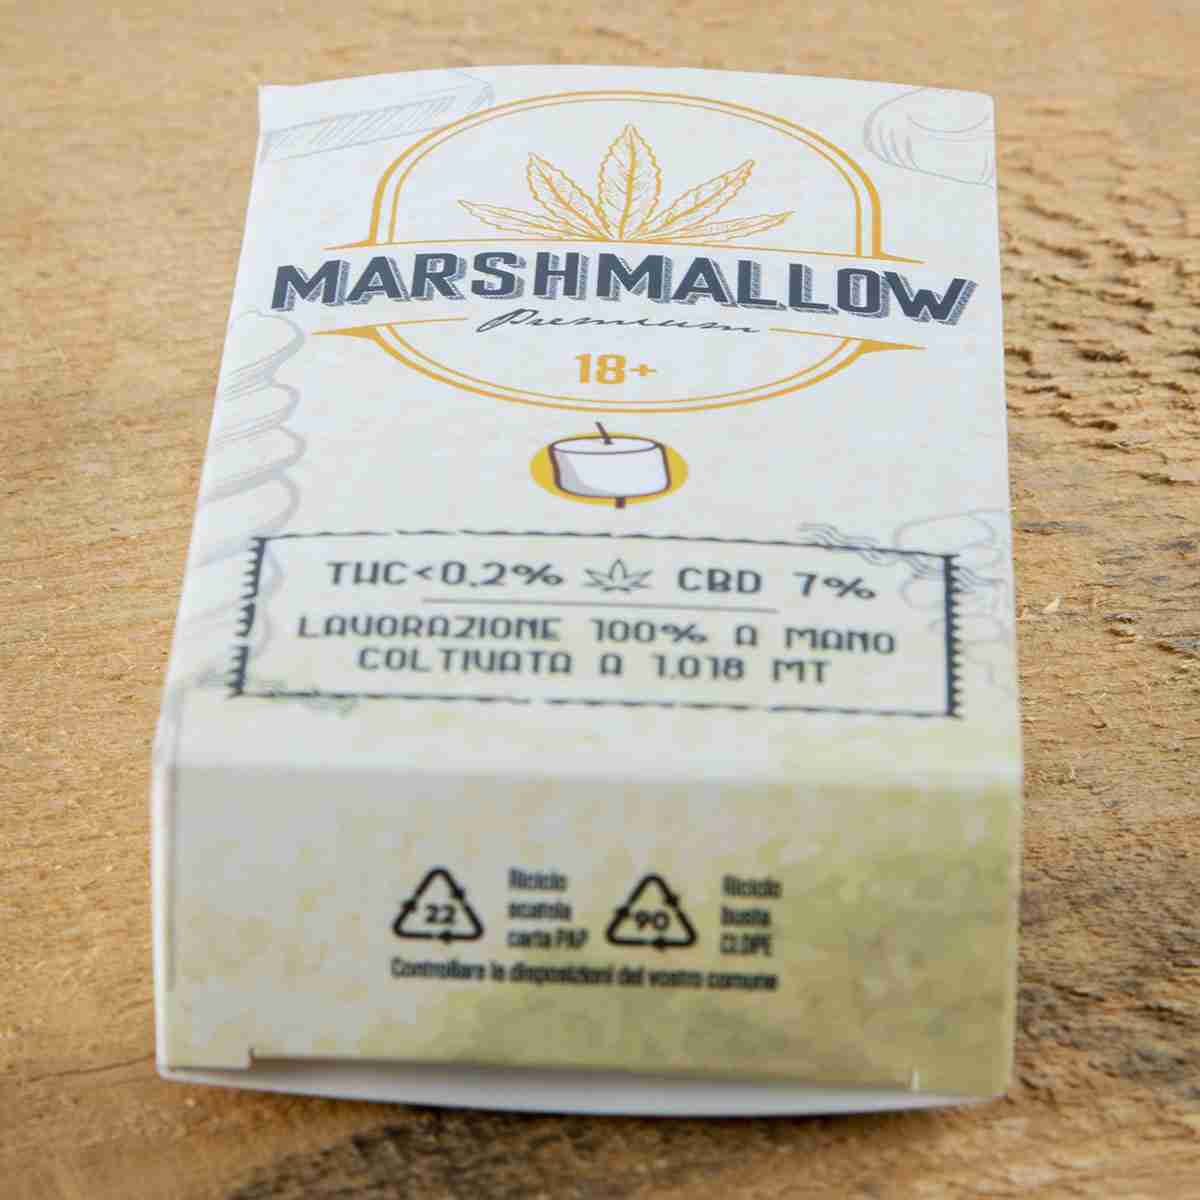 MARSHMALLOW
Premium
18+
THC<0.2% CBD 7%
LAVORAZIONE 100% A MANO
COLTIVATA A 1.018 MT
22
Riciclo
scatola
carta PAP
90
Riciclo
busta
CLDPE
Controllare le disposizioni del vostro comune